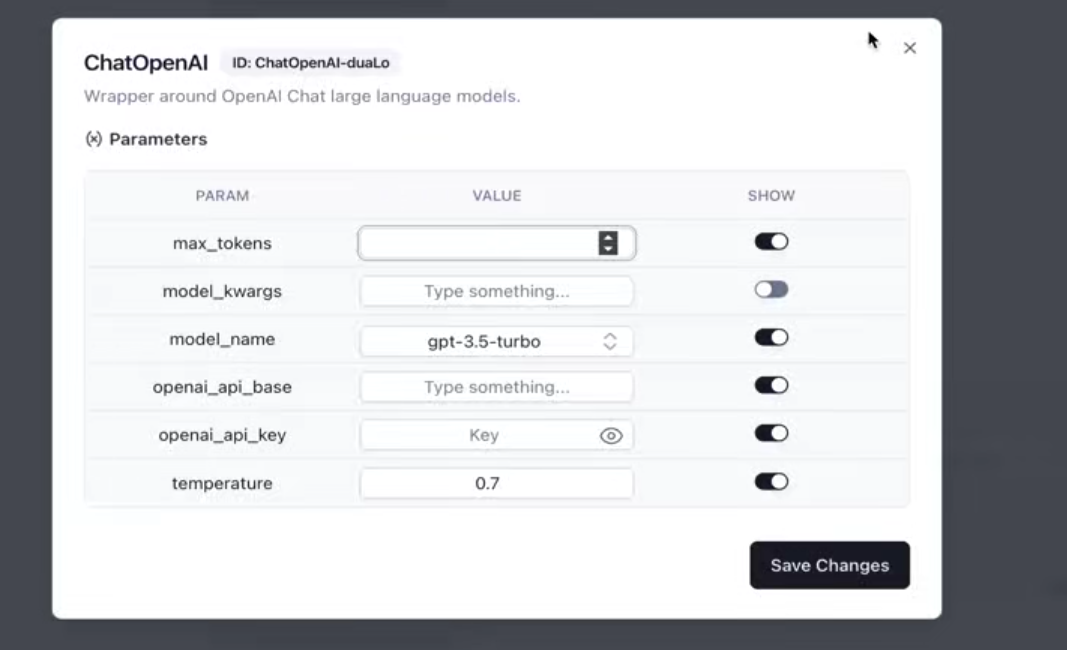 ChatOpenAI ID: ChatOpenAI-duaLo
Wrapper around OpenAI Chat large language models.
(x) Parameters
PARAM VALUE SHOW
max_tokens
model_kwargs Type something...
model_name gpt-3.5-turbo
openai_api_base Type something...
openai_api_key Key
temperature 0.7
Save Changes